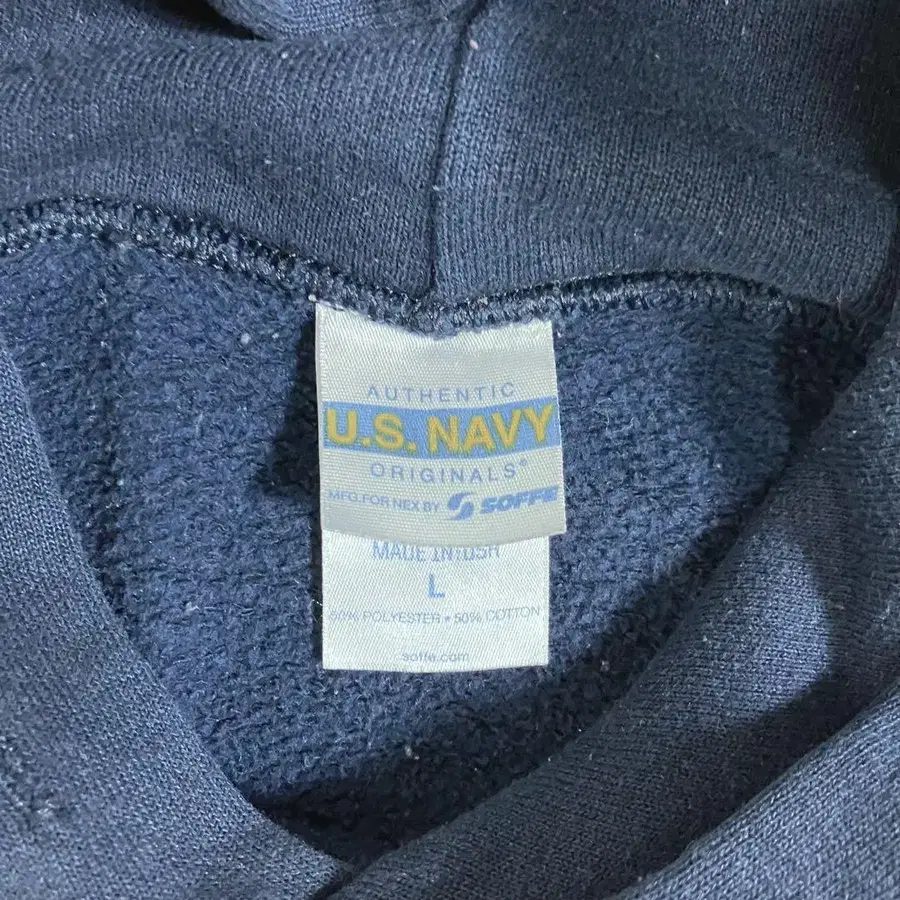 AUTHENTIC
U.S. NAVY
ORIGINALS®
MFG. FOR NEX BY SOFFE
MADE IN USA
L
50% POLYESTER • 50% COTTON
soffe.com